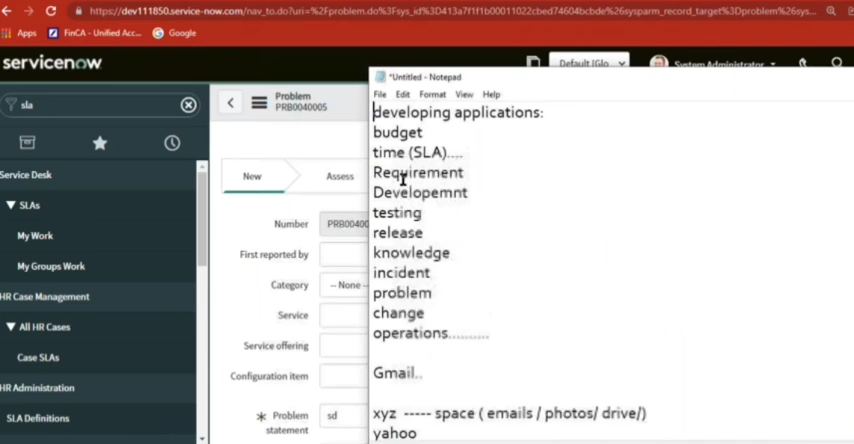 https://dev111850.service-now.com/nav_to.do?uri=%2Fproblem.do%3Fsys_id%3D413a7f1f1b00011022cbed74604bcbde%26sysparm_record_target%3Dproblem%26sys...
Apps FinCA - Unified Acc... Google
servicenow
Default [Glo
System Administrator
sla
Service Desk
SLAs
My Work
My Groups Work
HR Case Management
All HR Cases
Case SLAs
HR Administration
SLA Definitions
Problem
PRB0040005
New Assess
Number PRB00400
First reported by
Category -- None --
Service
Service offering
Configuration item
Problem statement sd
*Untitled - Notepad
File Edit Format View Help
developing applications:
budget
time (SLA)....
Requirement
Developemnt
testing
release
knowledge
incident
problem
change
operations..........
Gmail..
xyz ----- space ( emails / photos/ drive/)
yahoo